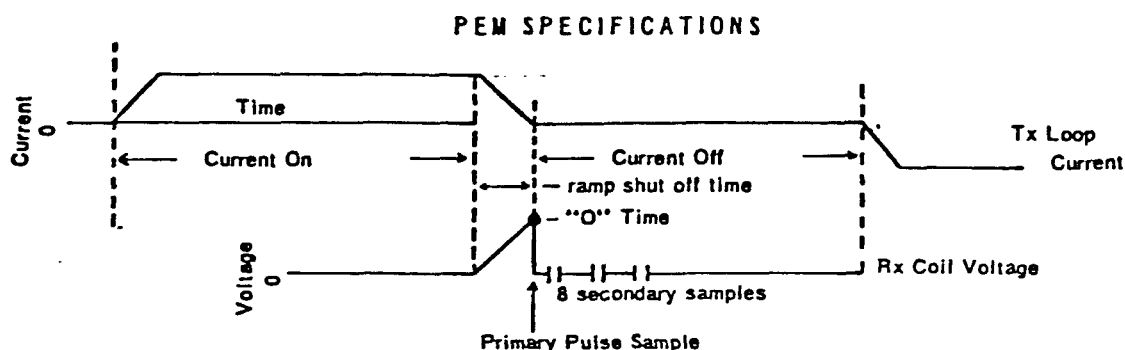 PEM SPECIFICATIONS
Current
0
Time
Current On
Current Off
Tx Loop
Current
ramp shut off time
"O" Time
Voltage
0
Rx Coil Voltage
8 secondary samples
Primary Pulse Sample